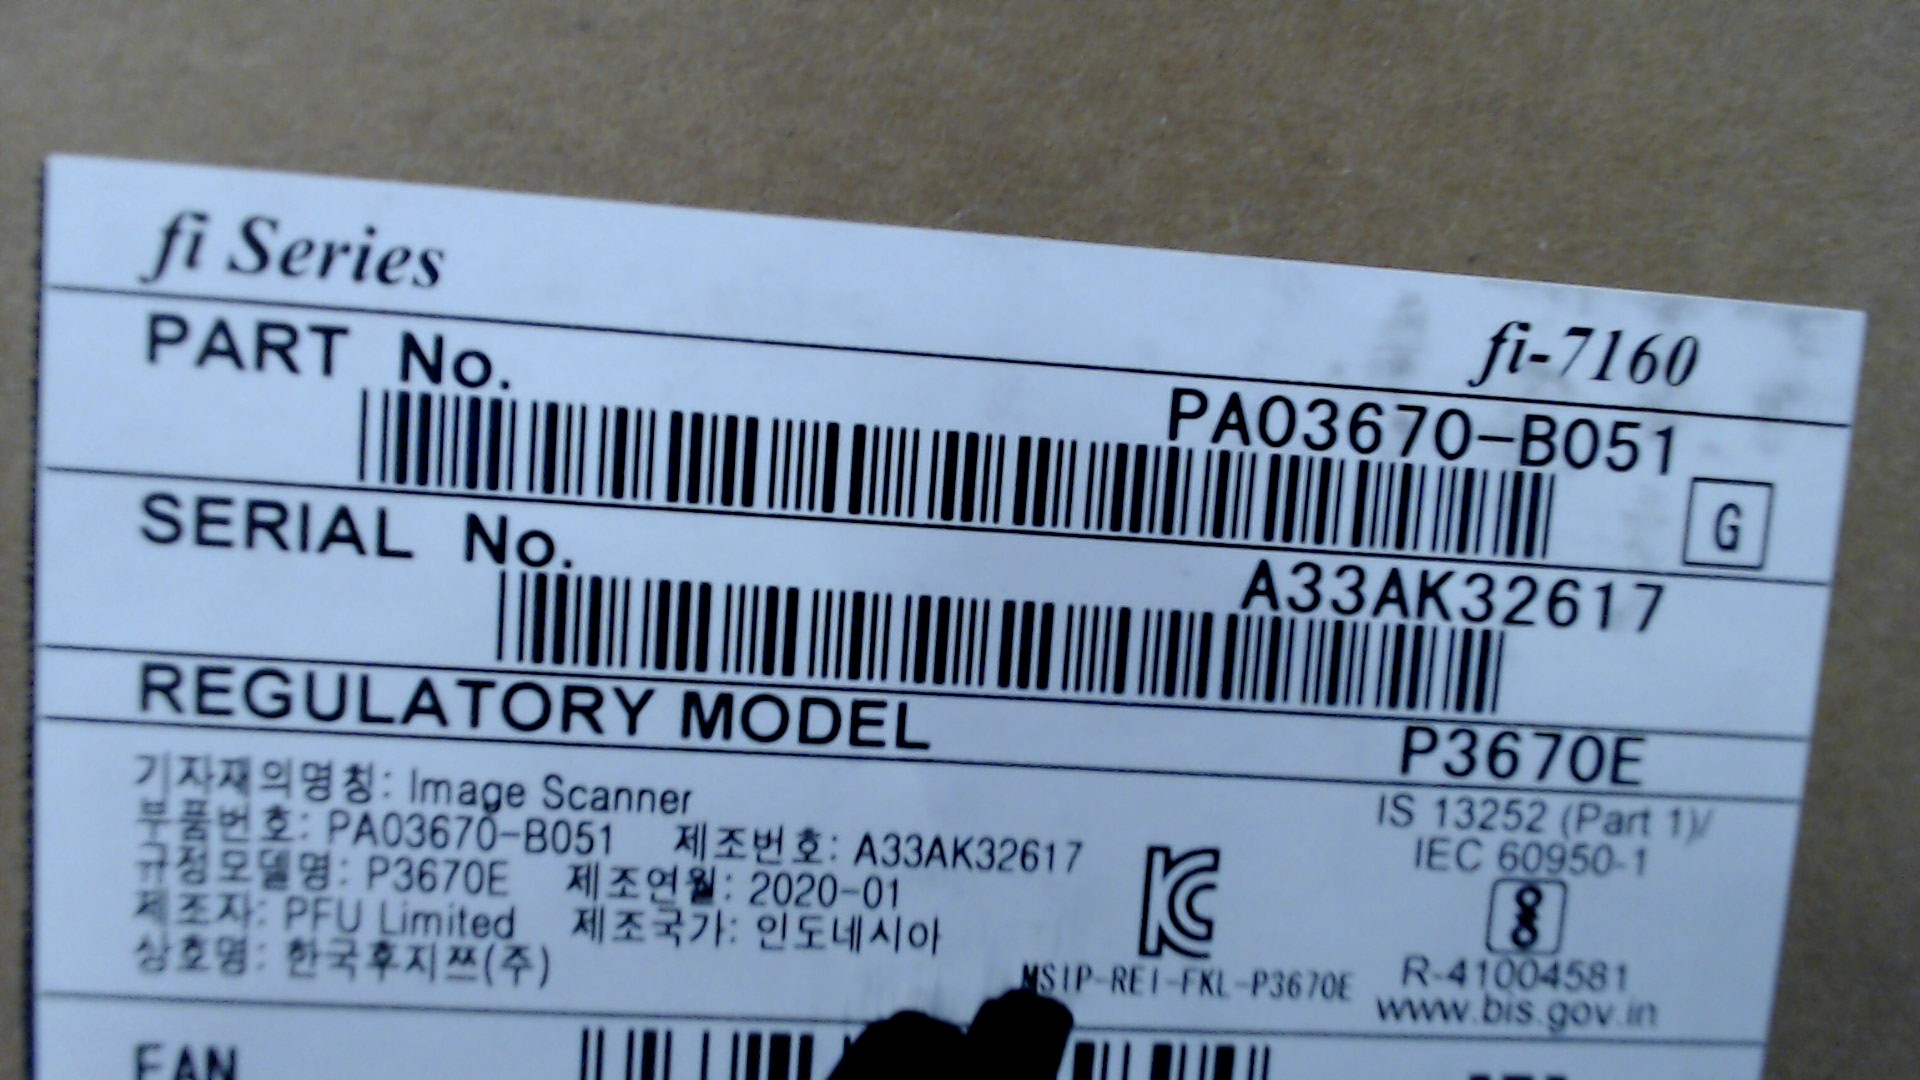 fi Series
fi-7160
PART No.
PA03670-B051
G
SERIAL No.
A33AK32617
REGULATORY MODEL
P3670E
기자재의명칭: Image Scanner
부품번호: PA03670-B051 제조번호: A33AK32617
규정모델명: P3670E 제조연월: 2020-01
제조자: PFU Limited 제조국가: 인도네시아
상호명: 한국후지쯔(주)
MSIP-REI-FKL-P3670E
IS 13252 (Part 1)/
IEC 60950-1
R-41004581
www.bis.gov.in
EAN